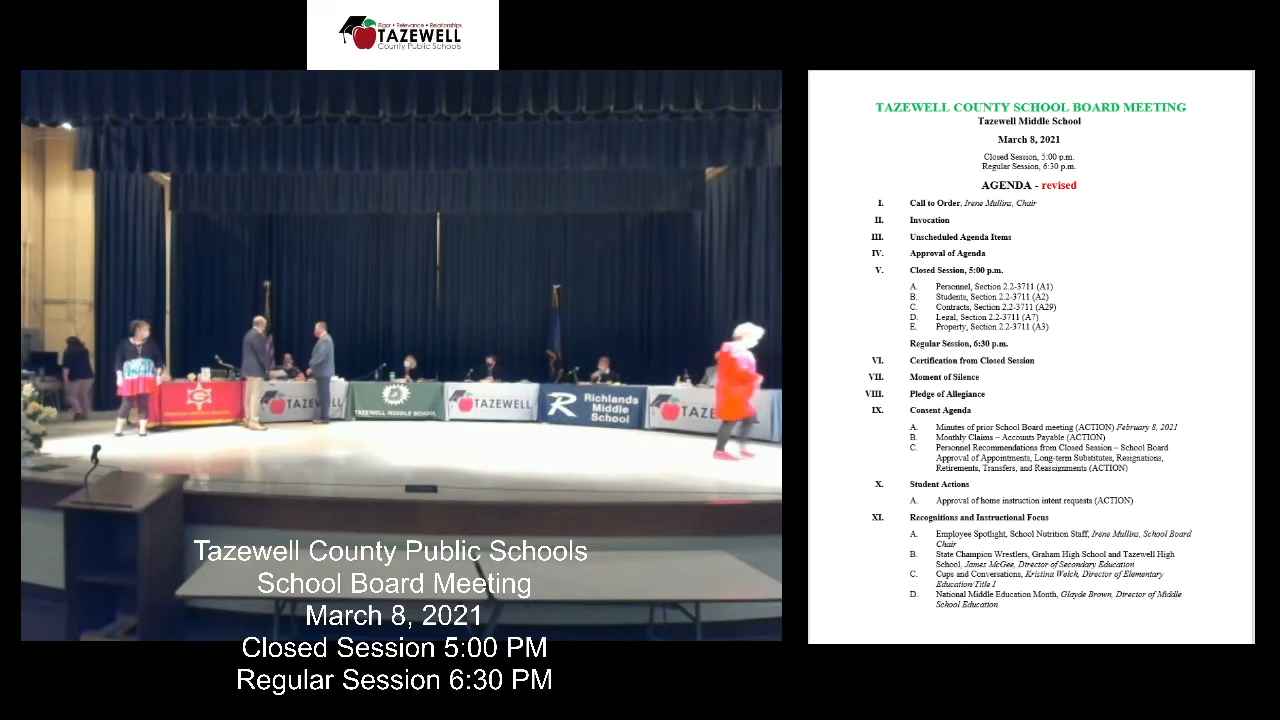 Rigor • Relevance • Relationships
TAZEWELL
County Public Schools
TAZEWELL
TAZEWELL MIDDLE SCHOOL
TAZEWELL
R Richlands
Middle
School
TAZE
Tazewell County Public Schools
School Board Meeting
March 8, 2021
Closed Session 5:00 PM
Regular Session 6:30 PM
TAZEWELL COUNTY SCHOOL BOARD MEETING
Tazewell Middle School
March 8, 2021
Closed Session, 5:00 p.m.
Regular Session, 6:30 p.m.
AGENDA - revised
I. Call to Order, Irene Mullins, Chair
II. Invocation
III. Unscheduled Agenda Items
IV. Approval of Agenda
V. Closed Session, 5:00 p.m.
A. Personnel, Section 2.2-3711 (A1)
B. Students, Section 2.2-3711 (A2)
C. Contracts, Section 2.2-3711 (A29)
D. Legal, Section 2.2-3711 (A7)
E. Property, Section 2.2-3711 (A3)
Regular Session, 6:30 p.m.
VI. Certification from Closed Session
VII. Moment of Silence
VIII. Pledge of Allegiance
IX. Consent Agenda
A. Minutes of prior School Board meeting (ACTION) February 8, 2021
B. Monthly Claims – Accounts Payable (ACTION)
C. Personnel Recommendations from Closed Session – School Board
Approval of Appointments, Long-term Substitutes, Resignations,
Retirements, Transfers, and Reassignments (ACTION)
X. Student Actions
A. Approval of home instruction intent requests (ACTION)
XI. Recognitions and Instructional Focus
A. Employee Spotlight, School Nutrition Staff, Irene Mullins, School Board
Chair
B. State Champion Wrestlers, Graham High School and Tazewell High
School, James McGee, Director of Secondary Education
C. Cups and Conversations, Kristina Welch, Director of Elementary
Education/Title I
D. National Middle Education Month, Glayde Brown, Director of Middle
School Education